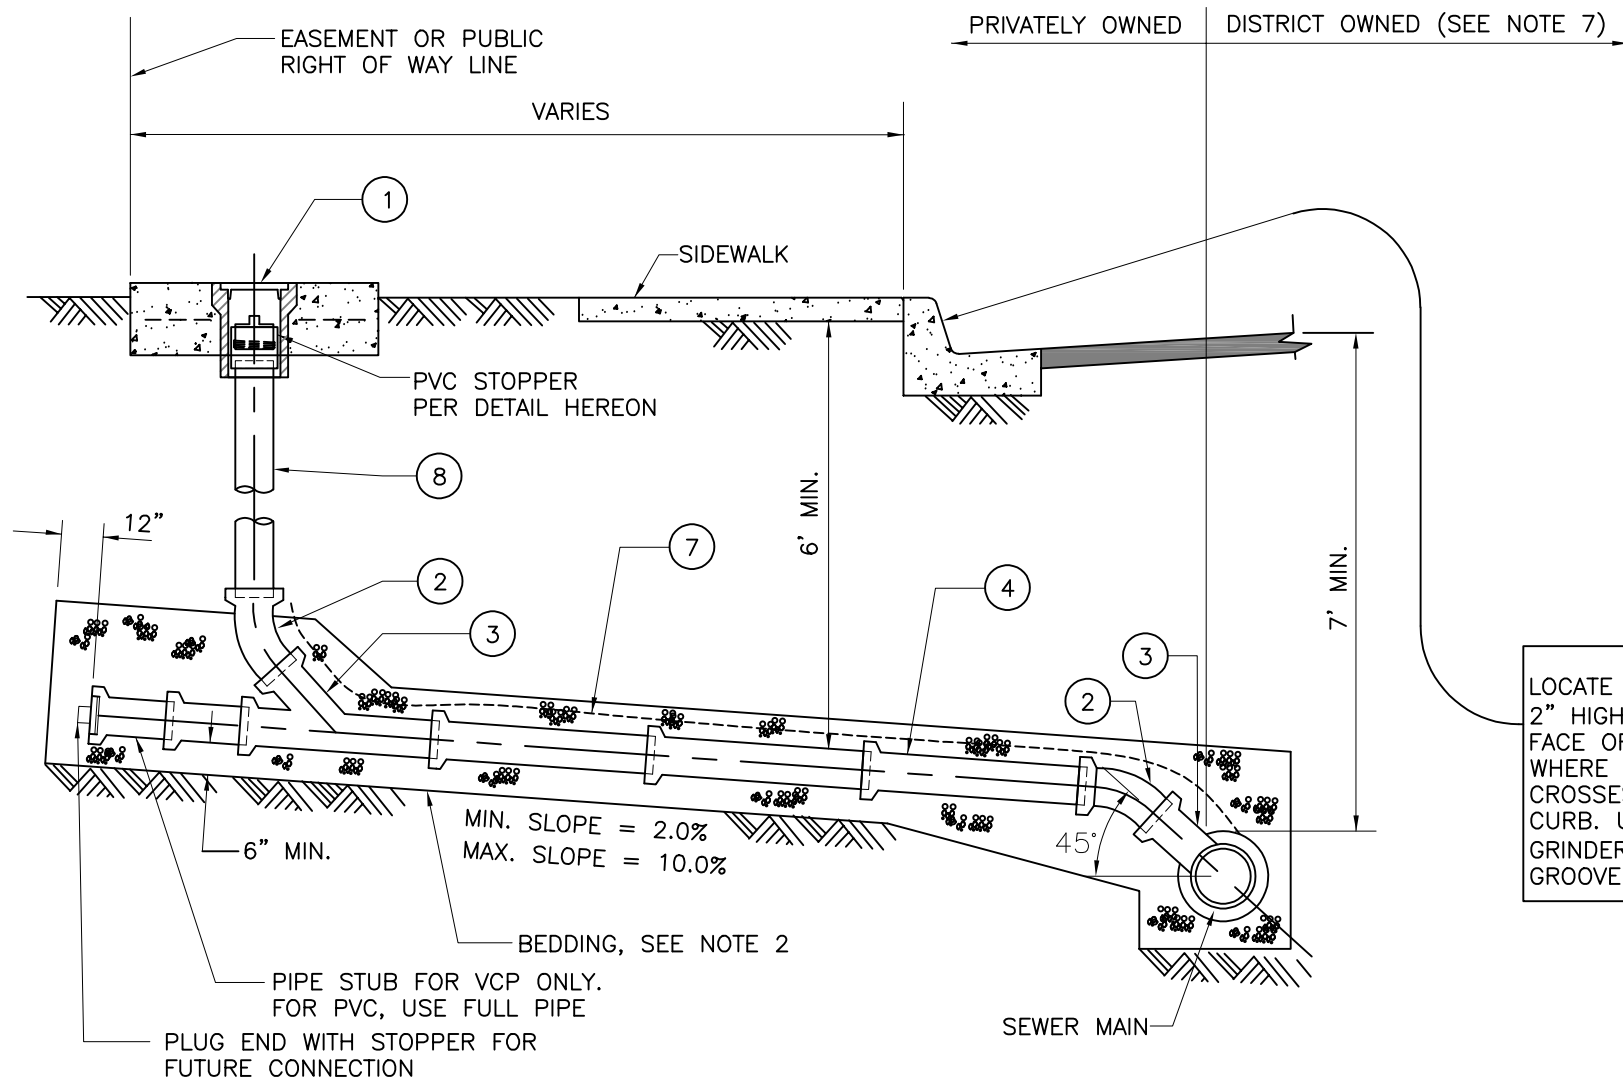 PRIVATELY OWNED
DISTRICT OWNED (SEE NOTE 7)
EASEMENT OR PUBLIC
RIGHT OF WAY LINE
VARIES
1
SIDEWALK
PVC STOPPER
PER DETAIL HEREON
8
12"
6' MIN.
7
2
4
7' MIN.
3
3
2
LOCATE
2" HIGH
FACE OF
WHERE
CROSSES
CURB. U
GRINDER
GROOVE
MIN. SLOPE = 2.0%
MAX. SLOPE = 10.0%
45°
6" MIN.
BEDDING, SEE NOTE 2
PIPE STUB FOR VCP ONLY.
FOR PVC, USE FULL PIPE
SEWER MAIN
PLUG END WITH STOPPER FOR
FUTURE CONNECTION